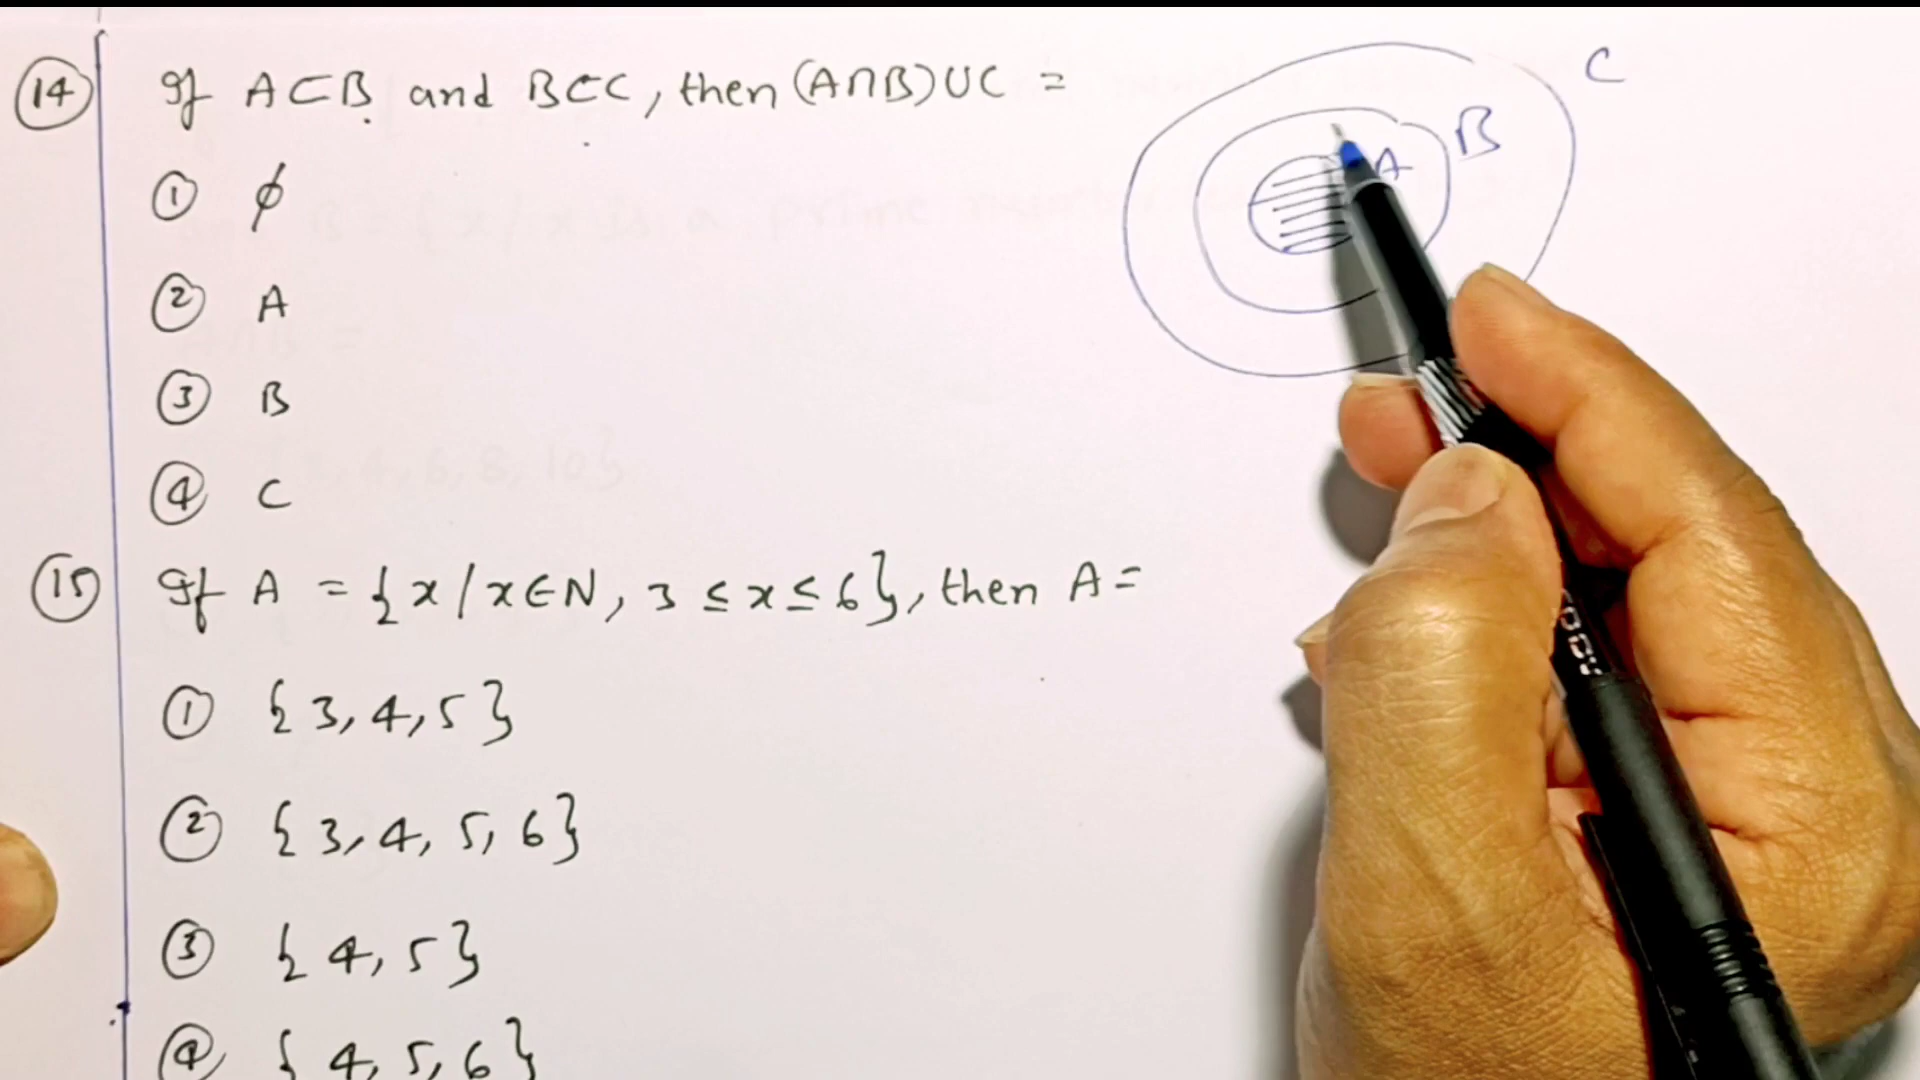 14 If A⊂B and B⊂C, then (A∩B)∪C =
1 ϕ
2 A
3 B
4 C
15 If A = {x/x∈N, 3 ≤ x ≤ 6}, then A =
1 {3, 4, 5}
2 {3, 4, 5, 6}
3 {4, 5}
4 {4, 5, 6}
C
B
A